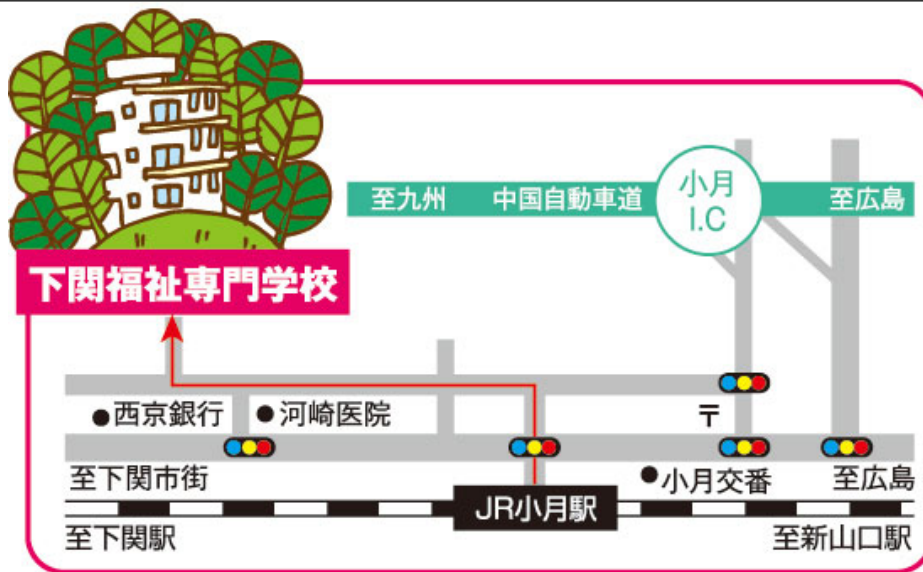 至九州
中国自動車道
小月
I.C
至広島
下関福祉専門学校
西京銀行
河崎医院
〒
至下関市街
小月交番
至広島
JR小月駅
至下関駅
至新山口駅